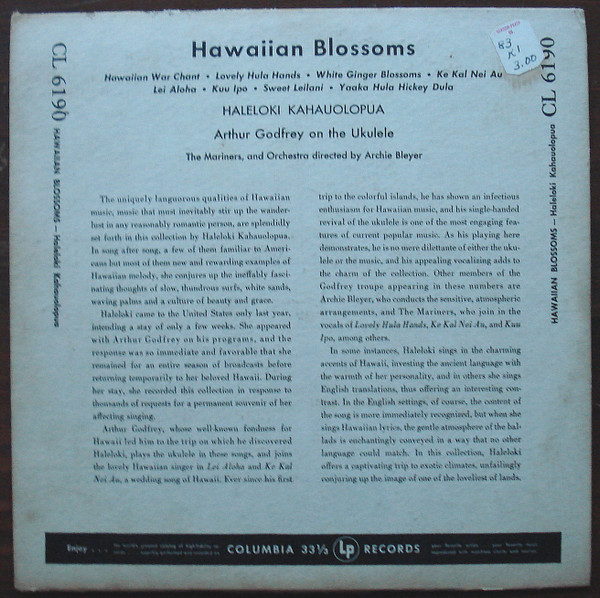 Hawaiian Blossoms
83
K1
3.00
Hawaiian War Chant • Lovely Hula Hands • White Ginger Blossoms • Ke Kal Nei Au
Lei Aloha • Kuu Ipo • Sweet Leilani • Yaaka Hula Hickey Dula
HALELOKI KAHAUOLOPUA
Arthur Godfrey on the Ukulele
The Mariners, and Orchestra directed by Archie Bleyer
CL 6190 HAWAIIAN BLOSSOMS – Haleloki Kahauolopua
The uniquely languorous qualities of Hawaiian
music, music that most inevitably stir up the wander-
lust in any reasonably romantic person, are splendidly
set forth in this collection by Haleloki Kahauolopua.
In song after song, a few of them familiar to Ameri-
cans but most of them new and rewarding examples of
Hawaiian melody, she conjures up the ineffably fasci-
nating thoughts of slow, thundrous surfs, white sands,
waving palms and a culture of beauty and grace.
Haleloki came to the United States only last year,
intending a stay of only a few weeks. She appeared
with Arthur Godfrey on his programs, and the
response was so immediate and favorable that she
remained for an entire season of broadcasts before
returning temporarily to her beloved Hawaii. During
her stay, she recorded this collection in response to
thousands of requests for a permanent souvenir of her
affecting singing.
Arthur Godfrey, whose well-known fondness for
Hawaii led him to the trip on which he discovered
Haleloki, plays the ukulele in these songs, and joins
the lovely Hawaiian singer in Lei Aloha and Ke Kal
Nei Au, a wedding song of Hawaii. Ever since his first
trip to the colorful islands, he has shown an infectious
enthusiasm for Hawaiian music, and his single-handed
revival of the ukulele is one of the most engaging fea-
tures of current popular music. As his playing here
demonstrates, he is no mere dilettante of either the uku-
lele or the music, and his appealing vocalizing adds to
the charm of the collection. Other members of the
Godfrey troupe appearing in these numbers are
Archie Bleyer, who conducts the sensitive, atmospheric
arrangements, and The Mariners, who join in the
vocals of Lovely Hula Hands, Ke Kal Nei Au, and Kuu
Ipo, among others.
In some instances, Haleloki sings in the charming
accents of Hawaii, investing the ancient language with
the warmth of her personality, and in others she sings
English translations, thus offering an interesting con-
trast. In the English settings, of course, the content of
the song is more immediately recognized, but when she
sings Hawaiian lyrics, the gentle atmosphere of the bal-
lads is enchantingly conveyed in a way that no other
language could match. In this collection, Haleloki
offers a captivating trip to exotic climates, unfailingly
conjuring up the image of one of the loveliest of lands.
HAWAIIAN BLOSSOMS – Haleloki Kahauolopua CL 6190
Enjoy . . .
COLUMBIA 33⅓ Lp RECORDS